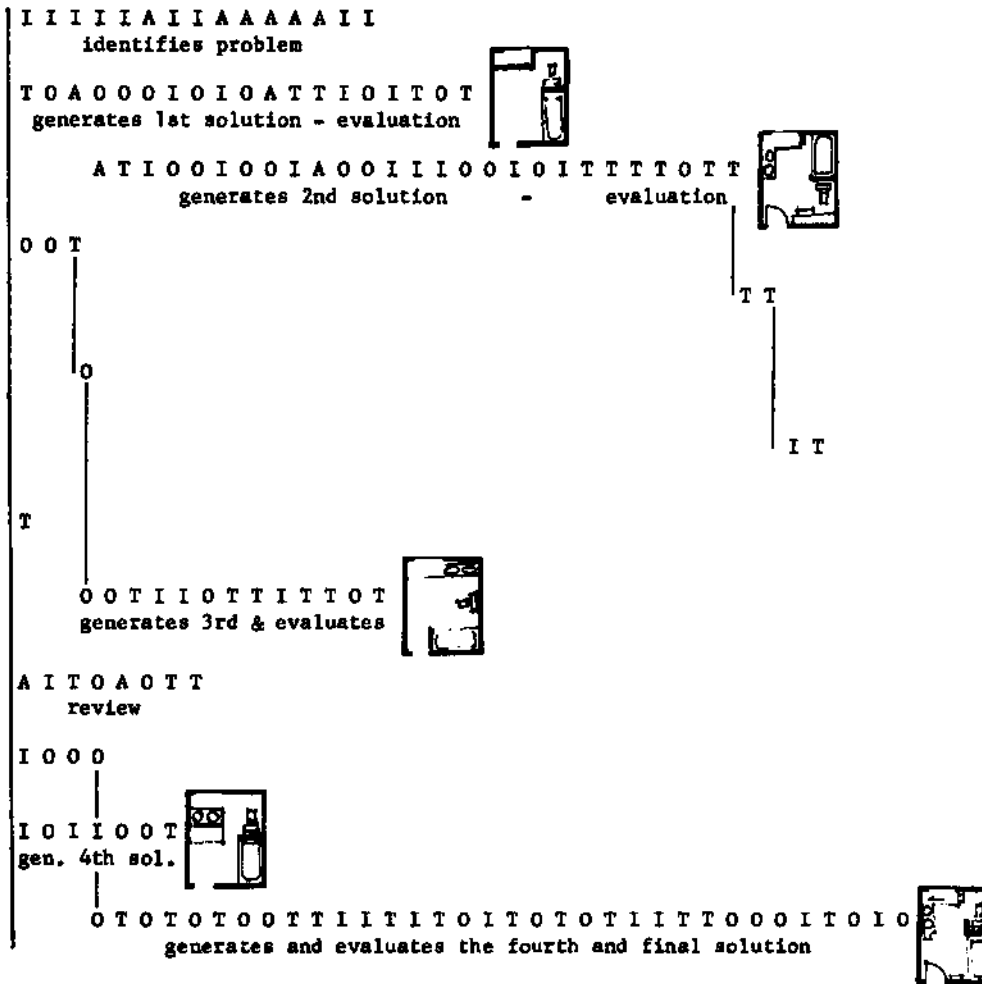 I I I I I A I I A A A A A I I
identifies problem
T O A O O O I O I O A T T I O I T O T
generates 1st solution - evaluation
A T I O O I O O I A O O I I I O O I O I T T T T O T T
generates 2nd solution - evaluation
O O T
T T
O
I T
T
O O T I I O T T I T T O T
generates 3rd & evaluates
A I T O A O T T
review
I O O O
I O I I O O T
gen. 4th sol.
O T O T O T O O T T I I T I T O I T O T O T I I T T O O O I T O I O
generates and evaluates the fourth and final solution